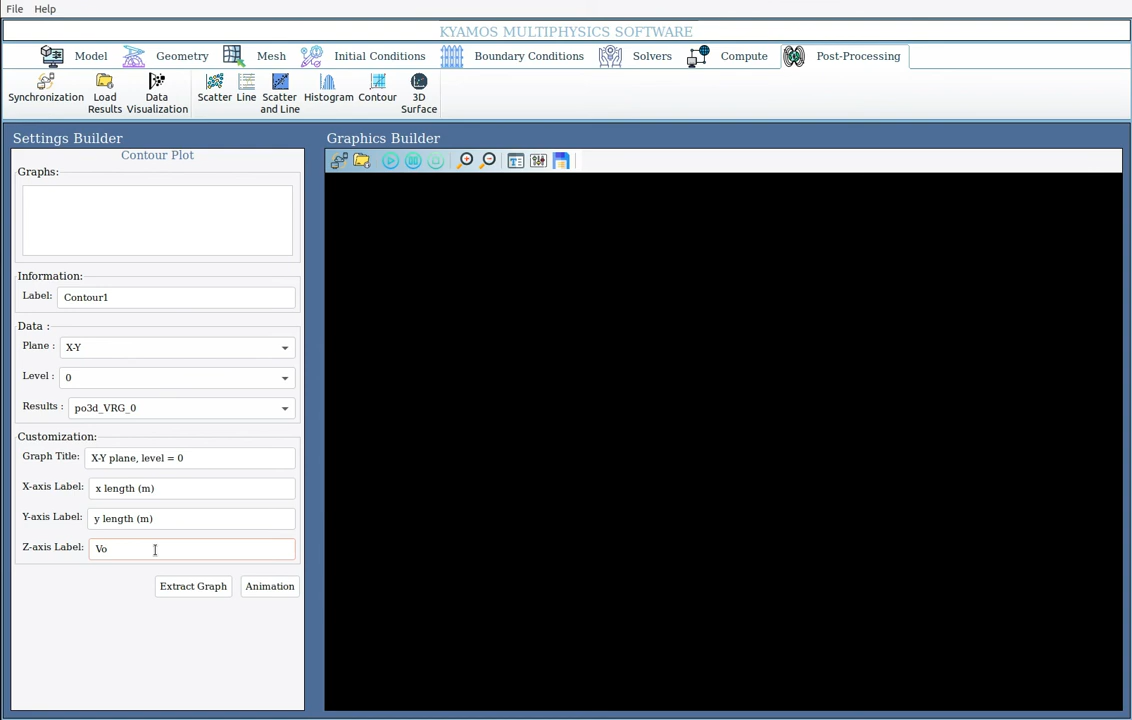 File Help
KYAMOS MULTIPHYSICS SOFTWARE
Model Geometry Mesh Initial Conditions Boundary Conditions Solvers Compute Post-Processing
Synchronization Load Results Data Visualization Scatter Line Scatter and Line Histrogram Contour 3D Surface
Settings Builder
Graphics Builder
Contour Plot
Graphs:
Information:
Label: Contour1
Data :
Plane : X-Y
Level : 0
Results : po3d_VRG_0
Customization:
Graph Title: X-Y plane, level = 0
X-axis Label: x length (m)
Y-axis Label: y length (m)
Z-axis Label: Vo
Extract Graph Animation